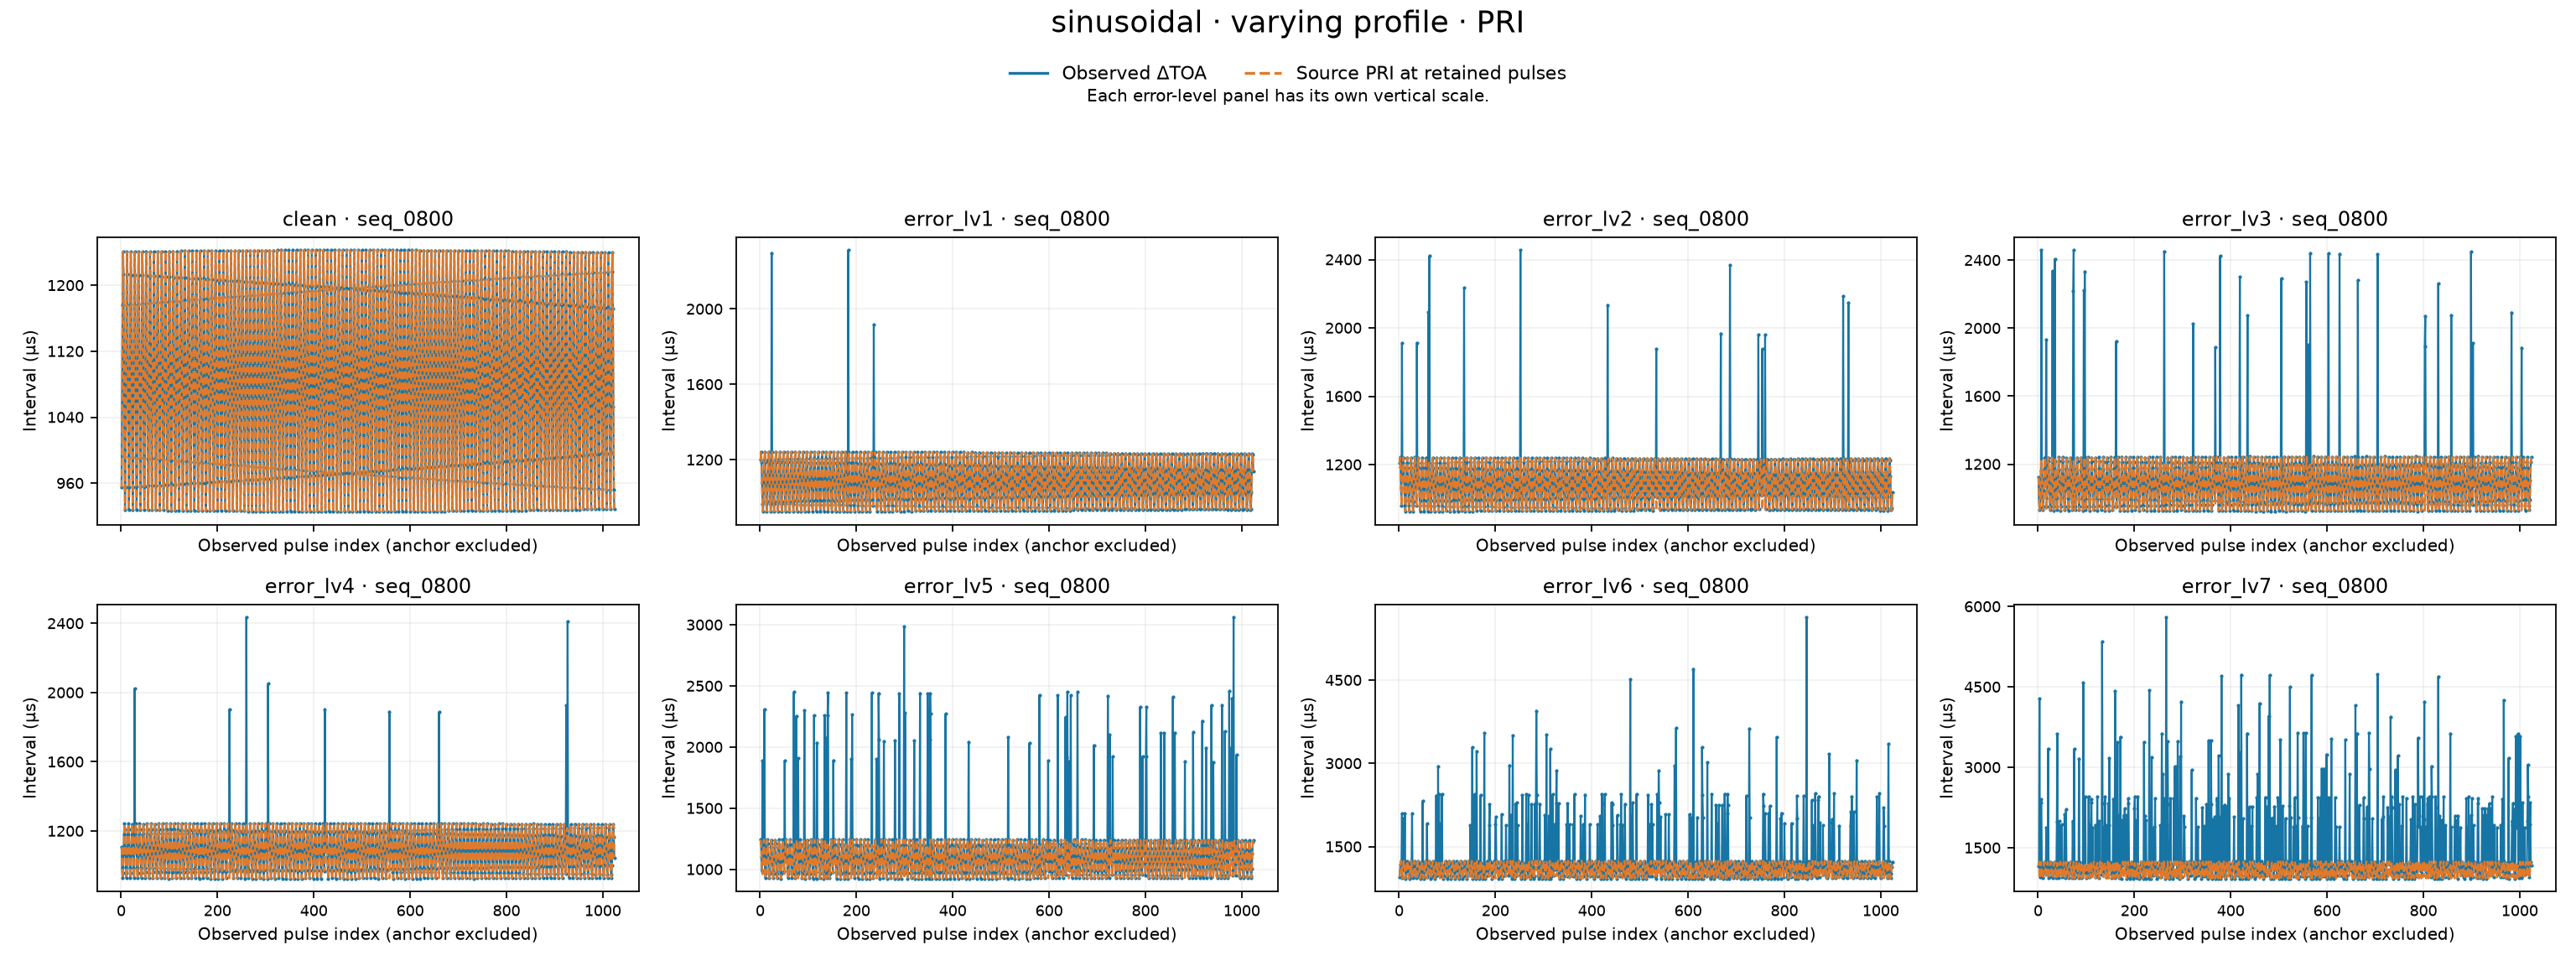 sinusoidal · varying profile · PRI
Observed ΔTOA
Source PRI at retained pulses
Each error-level panel has its own vertical scale.
clean · seq_0800
Interval (µs)
1200
1120
1040
960
Observed pulse index (anchor excluded)
error_lv1 · seq_0800
Interval (µs)
2000
1600
1200
Observed pulse index (anchor excluded)
error_lv2 · seq_0800
Interval (µs)
2400
2000
1600
1200
Observed pulse index (anchor excluded)
error_lv3 · seq_0800
Interval (µs)
2400
2000
1600
1200
Observed pulse index (anchor excluded)
error_lv4 · seq_0800
Interval (µs)
2400
2000
1600
1200
0 200 400 600 800 1000
Observed pulse index (anchor excluded)
error_lv5 · seq_0800
Interval (µs)
3000
2500
2000
1500
1000
0 200 400 600 800 1000
Observed pulse index (anchor excluded)
error_lv6 · seq_0800
Interval (µs)
4500
3000
1500
0 200 400 600 800 1000
Observed pulse index (anchor excluded)
error_lv7 · seq_0800
Interval (µs)
6000
4500
3000
1500
0 200 400 600 800 1000
Observed pulse index (anchor excluded)